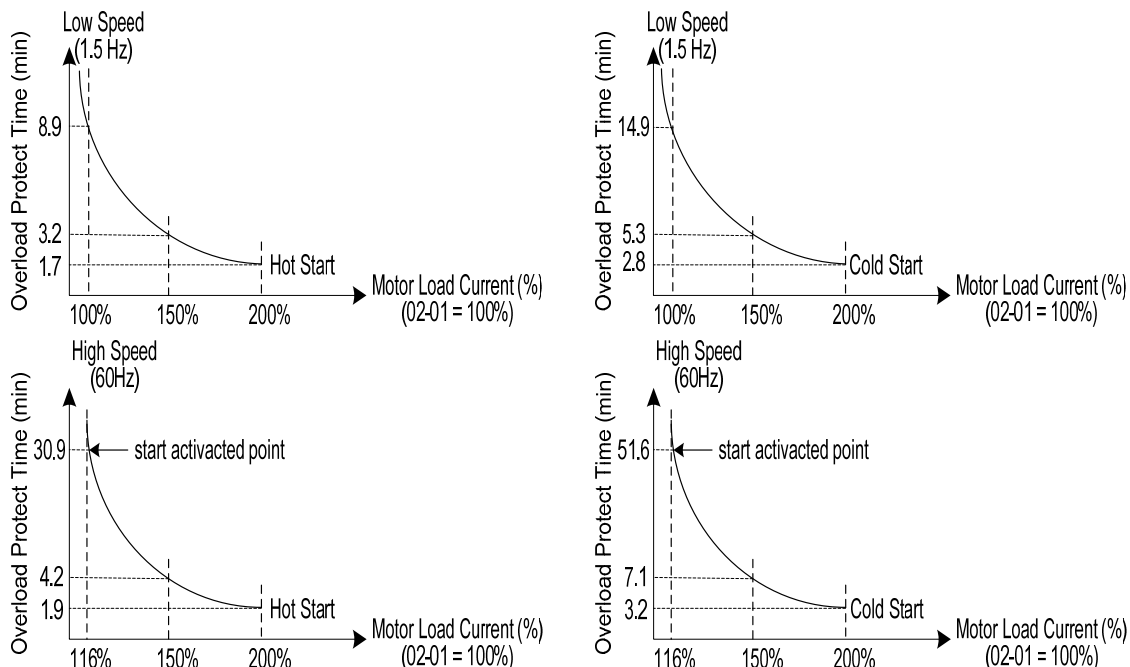 Low Speed
(1.5 Hz)
Overload Protect Time (min)
8.9
3.2
1.7
Hot Start
Motor Load Current (%)
(02-01 = 100%)
100%
150%
200%
Low Speed
(1.5 Hz)
Overload Protect Time (min)
14.9
5.3
2.8
Cold Start
Motor Load Current (%)
(02-01 = 100%)
100%
150%
200%
High Speed
(60Hz)
Overload Protect Time (min)
30.9
start activacted point
4.2
1.9
Hot Start
Motor Load Current (%)
(02-01 = 100%)
116%
150%
200%
High Speed
(60Hz)
Overload Protect Time (min)
51.6
start activacted point
7.1
3.2
Cold Start
Motor Load Current (%)
(02-01 = 100%)
116%
150%
200%